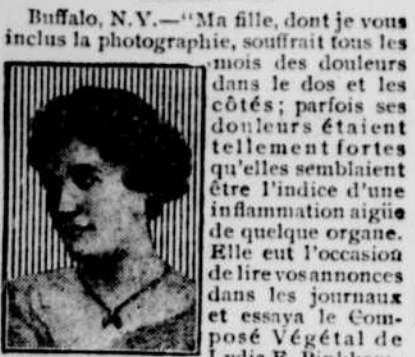 Buffalo, N. Y.—"Ma fille, dont je vous
inclus la photographie, souffrait tous les
mois des douleurs
dans le dos et les
côtés; parfois ses
douleurs étaient
tellement fortes
qu'elles semblaient
être l'indice d'une
inflammation aigüe
de quelque organe.
Elle eut l'occasion
de lire vos annonces
dans les journaux
et essaya le Com-
posé Végétal de
Lydia E. Pinkham